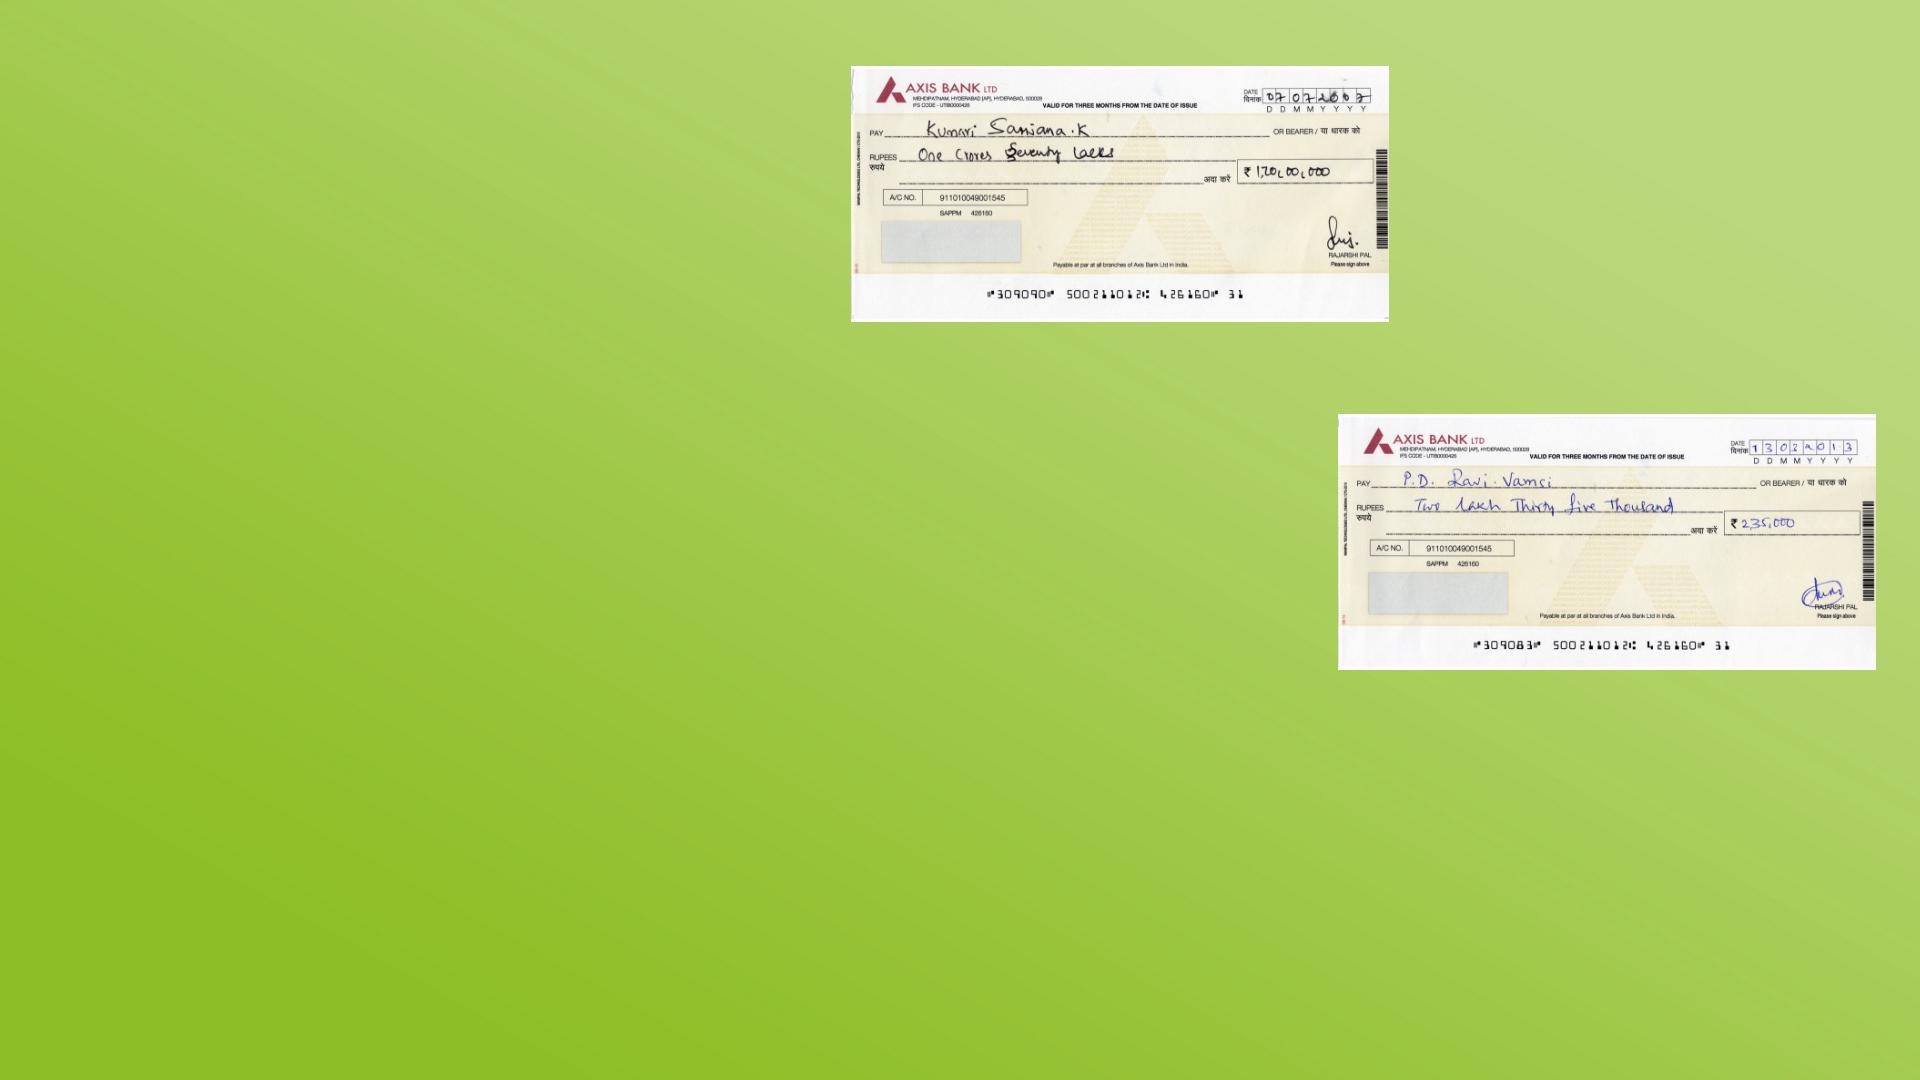 AXIS BANK LTD
MEHDIPATNAM, HYDERABAD [AP], HYDERABAD, 500028
IFS CODE - UTIB0000426
VALID FOR THREE MONTHS FROM THE DATE OF ISSUE
DATE
दिनांक 07 07
D D M M Y Y Y Y
PAY Kumari Sanjana.K OR BEARER / या धारक को
RUPEES One Crores Seventy Lacks
रुपये
अदा करें ₹ 1,70,00,000
A/C NO. 911010049001545
SAPPM 426160
RAJARSHI PAL
Please sign above
Payable at par at all branches of Axis Bank Ltd in India.
⑈309090⑈ 500211012⑆ 426160⑈ 31
AXIS BANK LTD
MEHDIPATNAM, HYDERABAD [AP], HYDERABAD, 500028
IFS CODE - UTIB0000426
VALID FOR THREE MONTHS FROM THE DATE OF ISSUE
DATE
दिनांक 13022013
D D M M Y Y Y Y
PAY P.D. Ravi Vamsi OR BEARER / या धारक को
RUPEES Two lakh Thirty five Thousand
रुपये
अदा करें ₹ 235,000
A/C NO. 911010049001545
SAPPM 426160
RAJARSHI PAL
Please sign above
Payable at par at all branches of Axis Bank Ltd in India.
⑈309083⑈ 500211012⑆ 426160⑈ 31